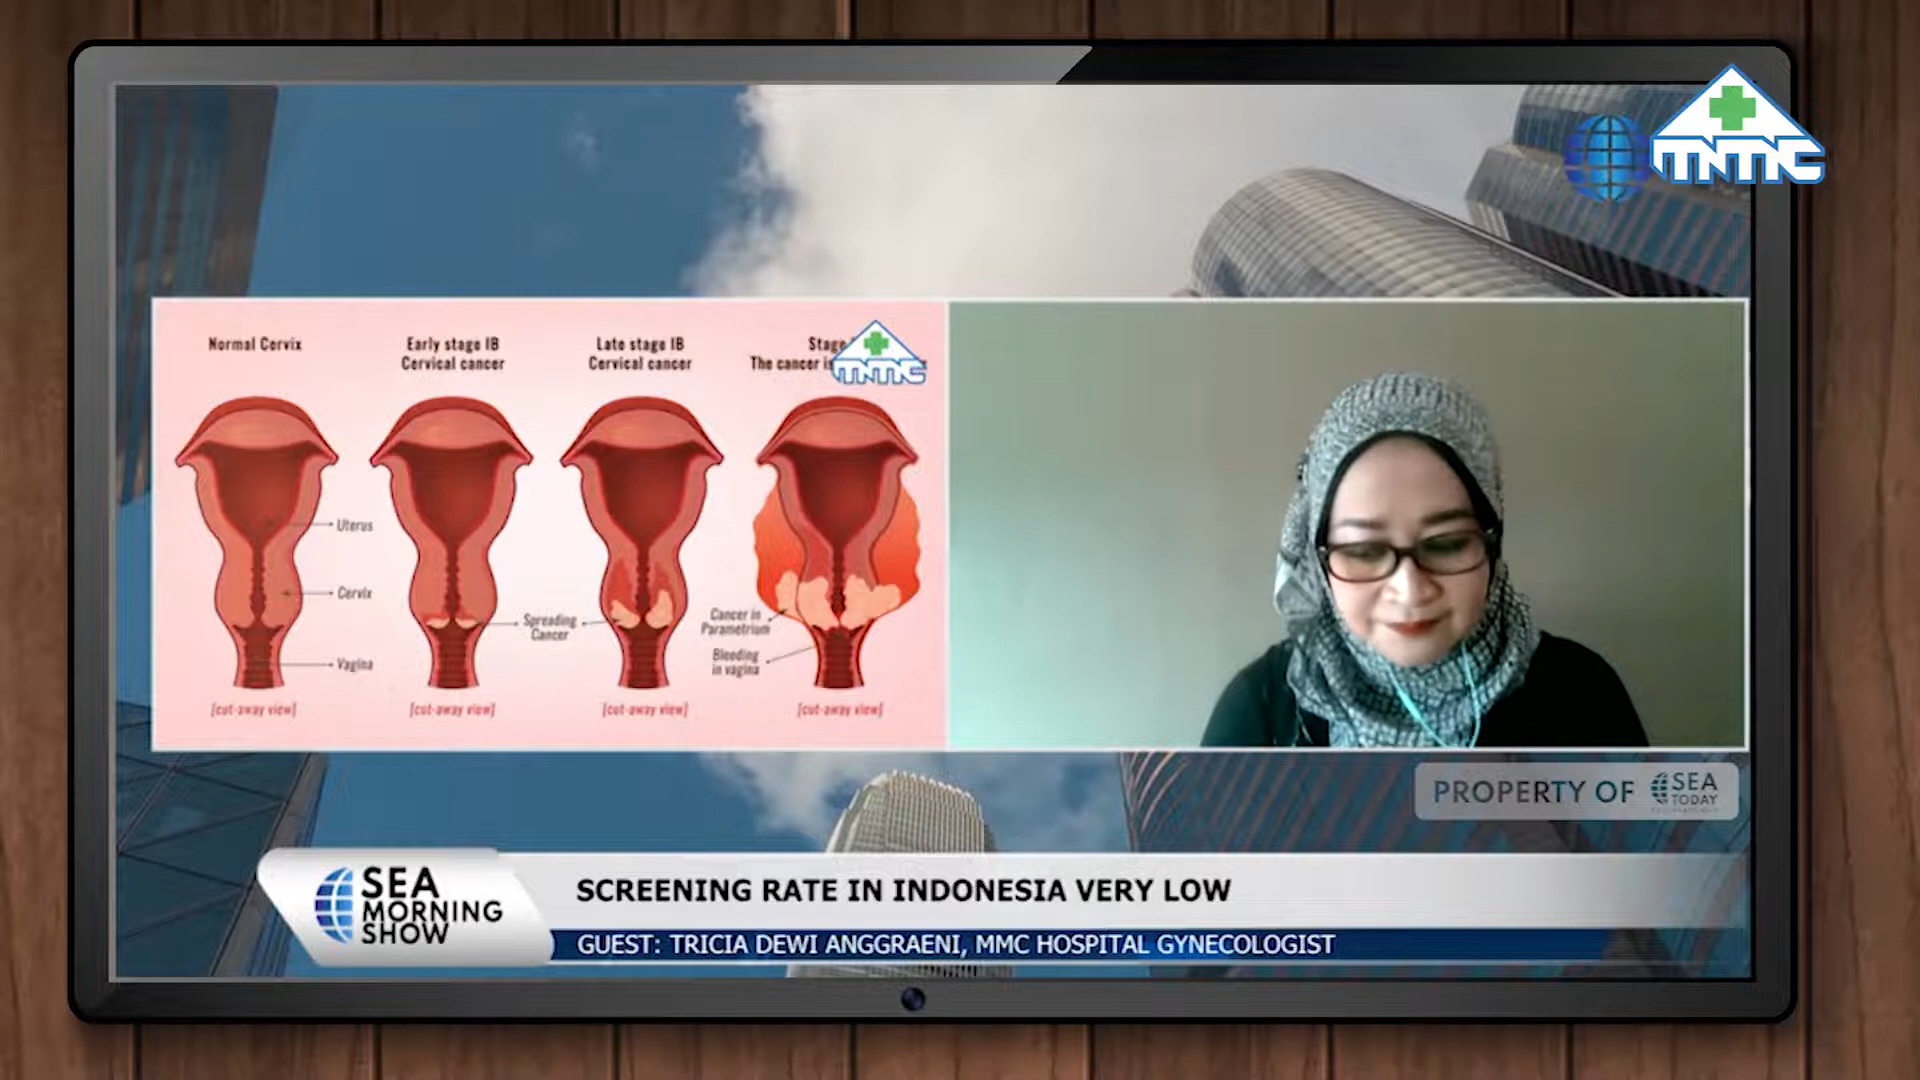 MMC
Normal Cervix
Early stage IB
Cervical cancer
Late stage IB
Cervical cancer
Stage
The cancer is
MMC
Uterus
Cervix
Vagina
Spreading
Cancer
Cancer in
Parametrium
Bleeding
in vagina
[cut-away view]
[cut-away view]
[cut-away view]
[cut-away view]
PROPERTY OF SEA
TODAY
SEA
MORNING
SHOW
SCREENING RATE IN INDONESIA VERY LOW
GUEST: TRICIA DEWI ANGGRAENI, MMC HOSPITAL GYNECOLOGIST